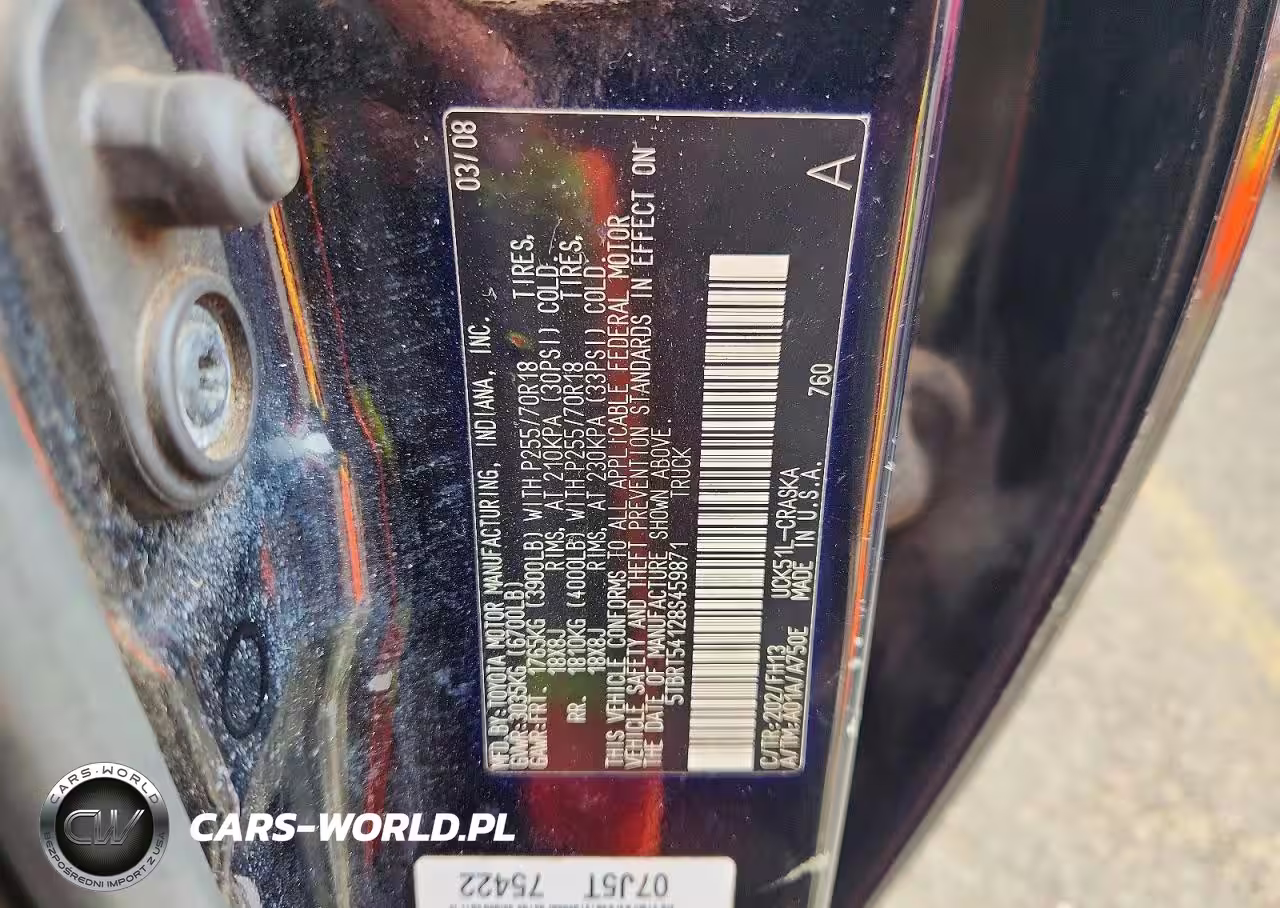 MFD.BY:TOYOTA MOTOR MANUFACTURING, INDIANA, INC. 03/08
GVWR:3035KG (6700LB)
GAWR:FRT. 1765KG (3900LB) WITH P255/70R18 TIRES,
18X8J RIMS, AT 210KPA (30PSI) COLD
RR. 1810KG (4000LB) WITH P255/70R18 TIRES,
18X8J RIMS, AT 230KPA (33PSI) COLD.
THIS VEHICLE CONFORMS TO ALL APPLICABLE FEDERAL MOTOR
VEHICLE SAFETY AND THEFT PREVENTION STANDARDS IN EFFECT ON
THE DATE OF MANUFACTURE SHOWN ABOVE.
5TBRT54128S459871 TRUCK
C/TR:202/FH13 UCK51L-CRASKA 760
A/TM:A01A/A750E MADE IN U.S.A.
A
07J5T
75422
CARS-WORLD.PL
CARS-WORLD
CW
BEZPOŚREDNI IMPORT Z USA